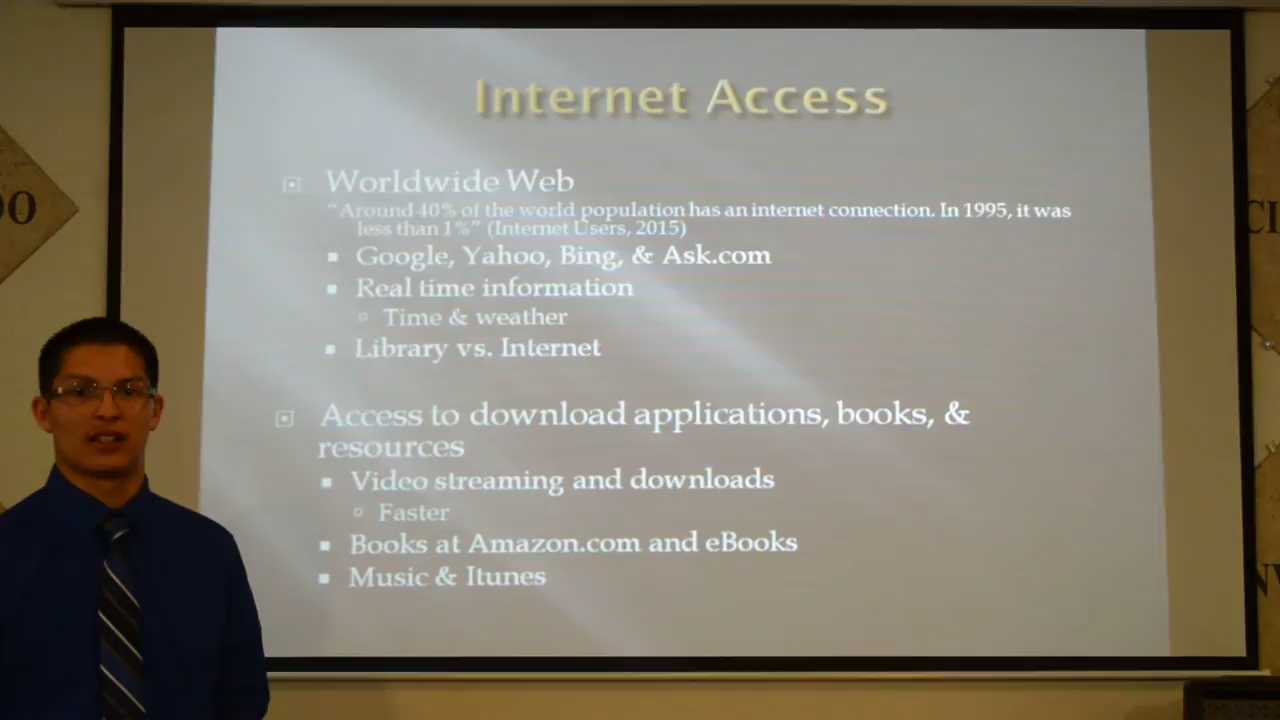 Internet Access
Worldwide Web
"Around 40% of the world population has an internet connection. In 1995, it was
less than 1%" (Internet Users, 2015)
Google, Yahoo, Bing, & Ask.com
Real time information
Time & weather
Library vs. Internet
Access to download applications, books, &
resources
Video streaming and downloads
Faster
Books at Amazon.com and eBooks
Music & Itunes